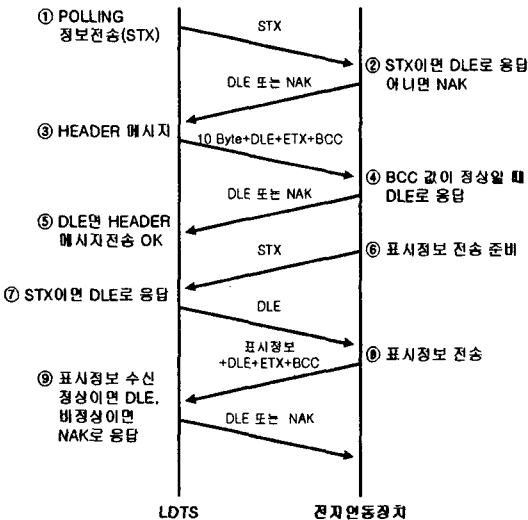 ① POLLING
정보전송(STX)
STX
② STX이면 DLE로 응답
아니면 NAK
DLE 또는 NAK
③ HEADER 메시지
10 Byte+DLE+ETX+BCC
④ BCC 값이 정상일 때
DLE로 응답
DLE 또는 NAK
⑤ DLE면 HEADER
메시지전송 OK
STX
⑥ 표시정보 전송 준비
⑦ STX이면 DLE로 응답
DLE
표시정보
+DLE+ETX+BCC
⑧ 표시정보 전송
⑨ 표시정보 수신
정상이면 DLE,
비정상이면
NAK로 응답
DLE 또는 NAK
LDTS
전자연동장치